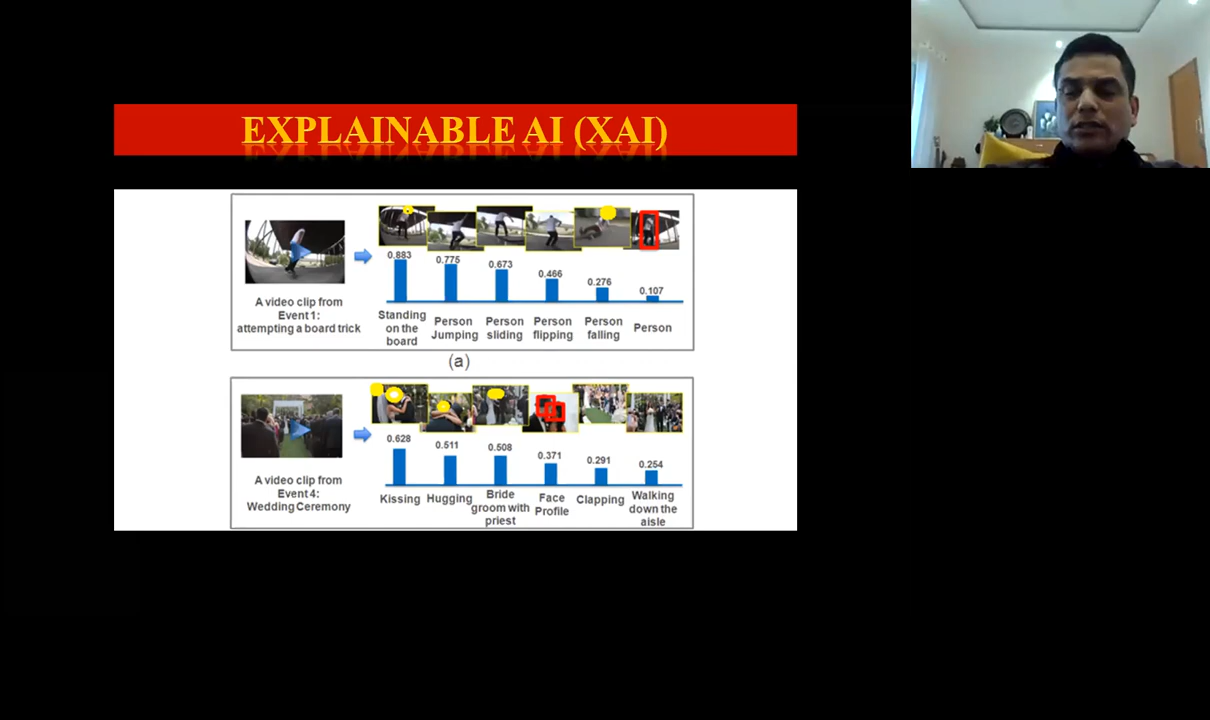 EXPLAINABLE AI (XAI)
0.883
0.775
0.673
0.466
0.276
0.107
A video clip from
Event 1:
attempting a board trick
Standing
on the
board
Person
Jumping
Person
sliding
Person
flipping
Person
falling
Person
(a)
0.628
0.511
0.508
0.371
0.291
0.254
A video clip from
Event 4:
Wedding Ceremony
Kissing
Hugging
Bride
groom with
priest
Face
Profile
Clapping
Walking
down the
aisle